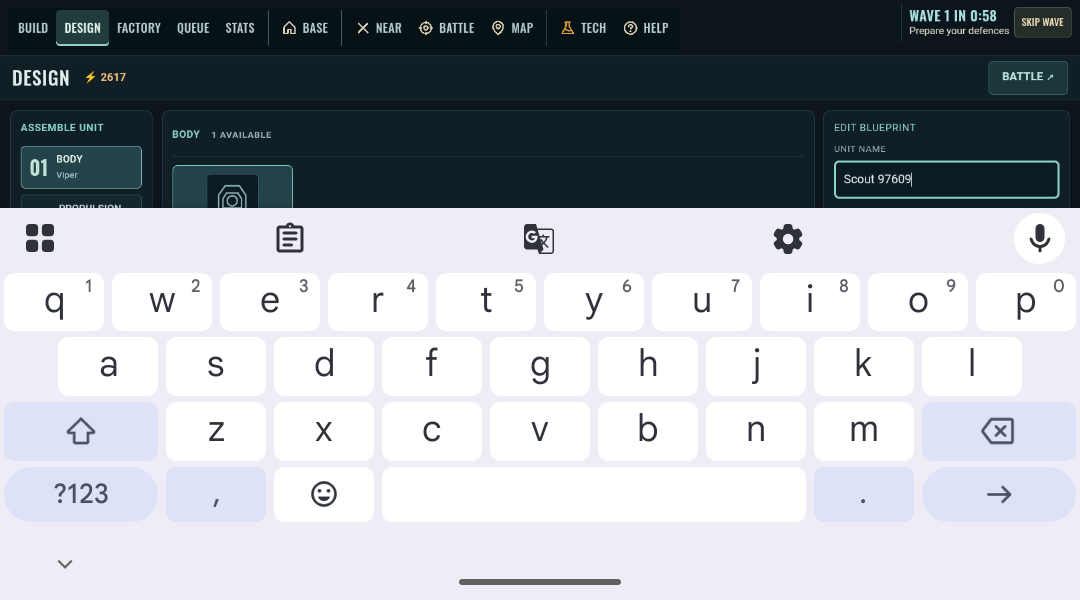 BUILD DESIGN FACTORY QUEUE STATS BASE NEAR BATTLE MAP TECH HELP
WAVE 1 IN 0:58
Prepare your defences
SKIP WAVE
DESIGN ⚡ 2617
BATTLE ↗
ASSEMBLE UNIT
01 BODY
Viper
PROPULSION
BODY 1 AVAILABLE
EDIT BLUEPRINT
UNIT NAME
Scout 97609
q 1 w 2 e 3 r 4 t 5 y 6 u 7 i 8 o 9 p 0
a s d f g h j k l
z x c v b n m
?123 , .